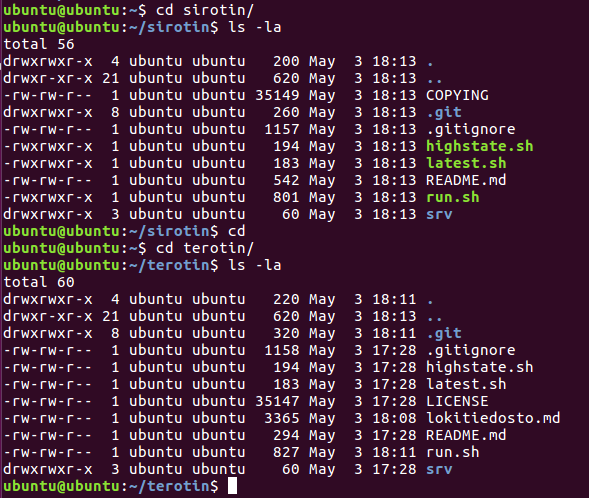 ubuntu@ubuntu:~$ cd sirotin/
ubuntu@ubuntu:~/sirotin$ ls -la
total 56
drwxrwxr-x  4 ubuntu ubuntu   200 May  3 18:13 .
drwxr-xr-x 21 ubuntu ubuntu   620 May  3 18:13 ..
-rw-rw-r--  1 ubuntu ubuntu 35149 May  3 18:13 COPYING
drwxrwxr-x  8 ubuntu ubuntu   260 May  3 18:13 .git
-rw-rw-r--  1 ubuntu ubuntu  1157 May  3 18:13 .gitignore
-rwxrwxr-x  1 ubuntu ubuntu   194 May  3 18:13 highstate.sh
-rwxrwxr-x  1 ubuntu ubuntu   183 May  3 18:13 latest.sh
-rw-rw-r--  1 ubuntu ubuntu   542 May  3 18:13 README.md
-rwxrwxr-x  1 ubuntu ubuntu   801 May  3 18:13 run.sh
drwxrwxr-x  3 ubuntu ubuntu    60 May  3 18:13 srv
ubuntu@ubuntu:~/sirotin$ cd
ubuntu@ubuntu:~$ cd terotin/
ubuntu@ubuntu:~/terotin$ ls -la
total 60
drwxrwxr-x  4 ubuntu ubuntu   220 May  3 18:11 .
drwxr-xr-x 21 ubuntu ubuntu   620 May  3 18:13 ..
drwxrwxr-x  8 ubuntu ubuntu   320 May  3 18:11 .git
-rw-rw-r--  1 ubuntu ubuntu  1158 May  3 17:28 .gitignore
-rw-rw-r--  1 ubuntu ubuntu   194 May  3 17:28 highstate.sh
-rw-rw-r--  1 ubuntu ubuntu   183 May  3 17:28 latest.sh
-rw-rw-r--  1 ubuntu ubuntu 35147 May  3 17:28 LICENSE
-rw-rw-r--  1 ubuntu ubuntu  3365 May  3 18:08 lokitiedosto.md
-rw-rw-r--  1 ubuntu ubuntu   294 May  3 17:28 README.md
-rw-rw-r--  1 ubuntu ubuntu   827 May  3 18:11 run.sh
drwxrwxr-x  3 ubuntu ubuntu    60 May  3 17:28 srv
ubuntu@ubuntu:~/terotin$